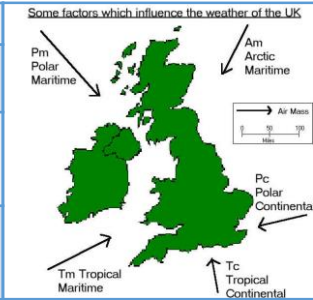 Some factors which influence the weather of the UK
Pm
Polar
Maritime
Am
Arctic
Maritime
Air Mass
0 50 100
Miles
Pc
Polar
Continental
Tm Tropical
Maritime
Tc
Tropical
Continental